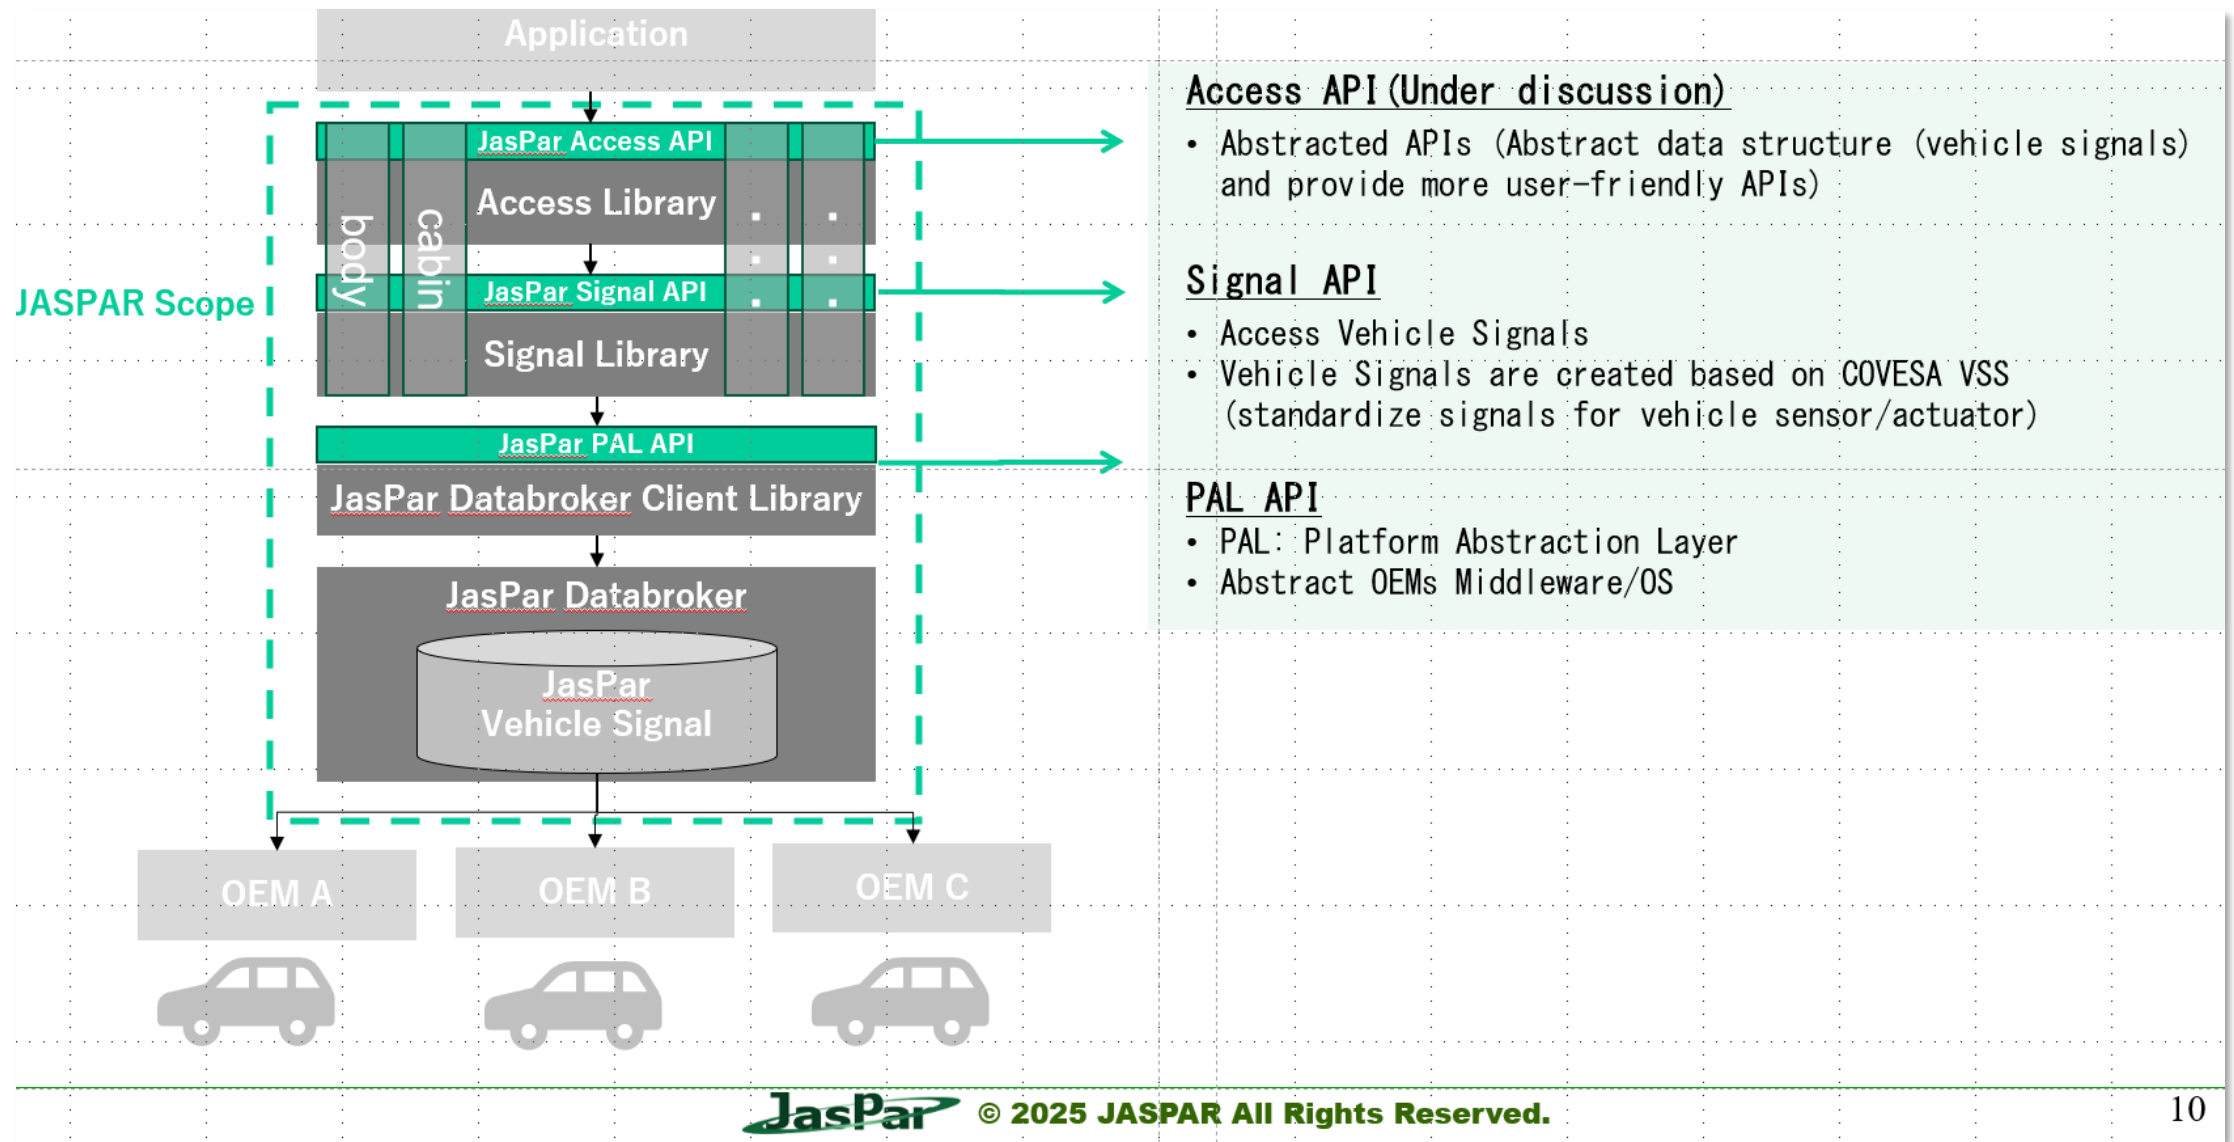 Application
JasPar Access API
Access Library
body
cabin
JASPAR Scope
JasPar Signal API
Signal Library
JasPar PAL API
JasPar Databroker Client Library
JasPar Databroker
JasPar
Vehicle Signal
OEM A
OEM B
OEM C
Access API(Under discussion)
• Abstracted APIs (Abstract data structure (vehicle signals)
and provide more user-friendly APIs)
Signal API
• Access Vehicle Signals
• Vehicle Signals are created based on COVESA VSS
(standardize signals for vehicle sensor/actuator)
PAL API
• PAL: Platform Abstraction Layer
• Abstract OEMs Middleware/OS
JasPar © 2025 JASPAR All Rights Reserved.
10